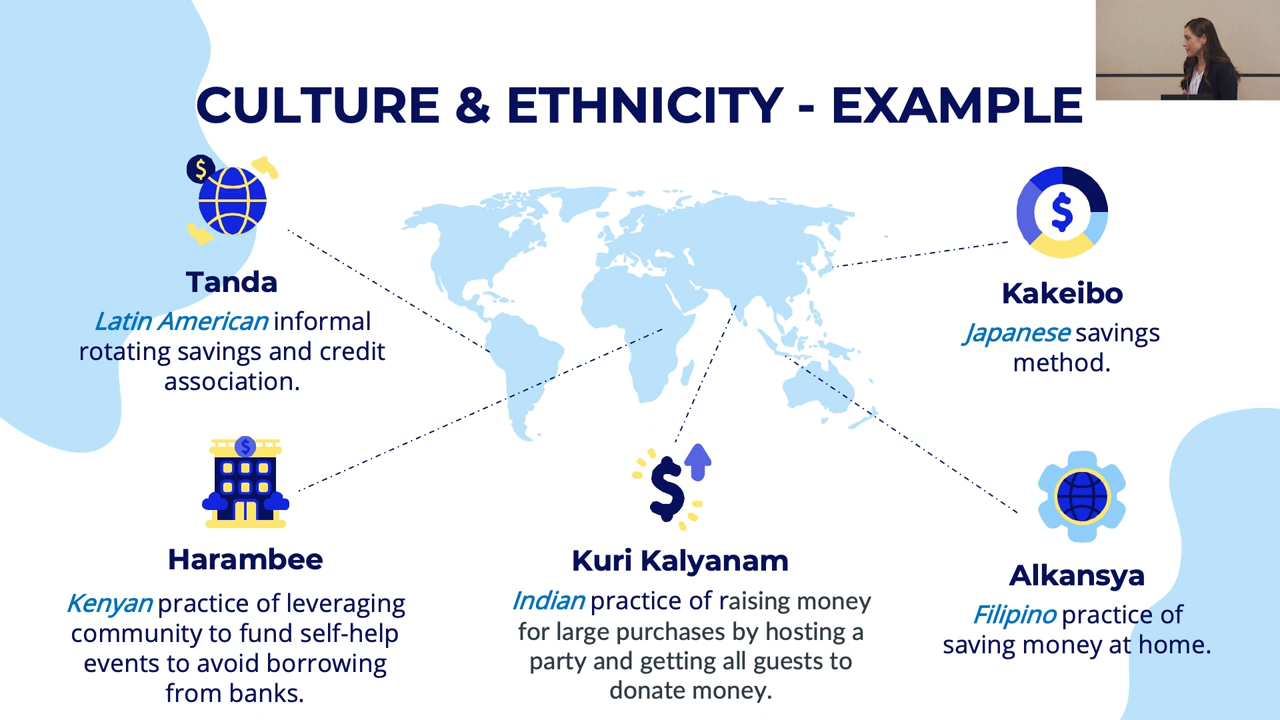 CULTURE & ETHNICITY - EXAMPLE
$
Tanda
Latin American informal
rotating savings and credit
association.
$
Kakeibo
Japanese savings
method.
$
Harambee
Kenyan practice of leveraging
community to fund self-help
events to avoid borrowing
from banks.
$
Kuri Kalyanam
Indian practice of raising money
for large purchases by hosting a
party and getting all guests to
donate money.
Alkansya
Filipino practice of
saving money at home.